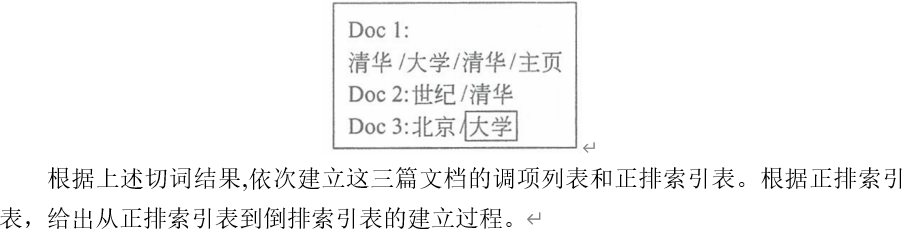 Doc 1:
清华 /大学/清华/主页
Doc 2:世纪/清华
Doc 3:北京/大学
根据上述切词结果,依次建立这三篇文档的调项列表和正排索引表。根据正排索引
表，给出从正排索引表到倒排索引表的建立过程。